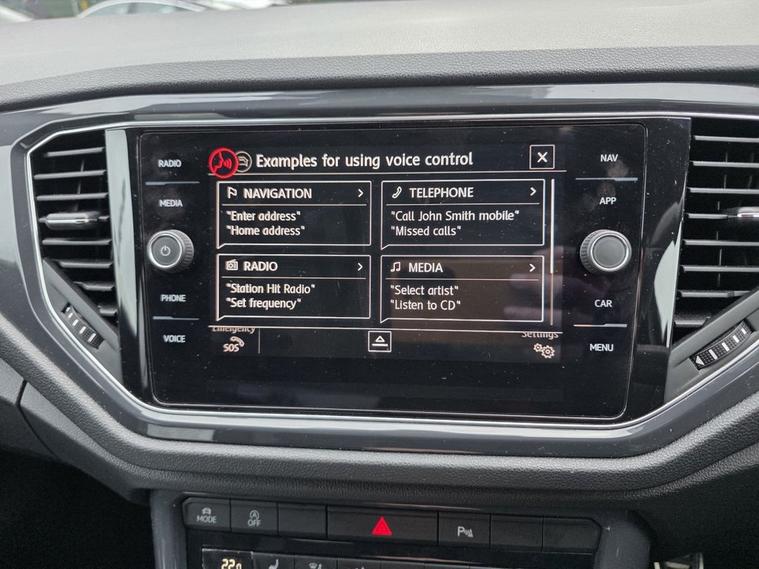 Examples for using voice control
RADIO
MEDIA
PHONE
VOICE
NAVIGATION
"Enter address"
"Home address"
TELEPHONE
"Call John Smith mobile"
"Missed calls"
RADIO
"Station Hit Radio"
"Set frequency"
MEDIA
"Select artist"
"Listen to CD"
Emergency
SOS
Settings
NAV
APP
CAR
MENU
MODE
OFF
22.0